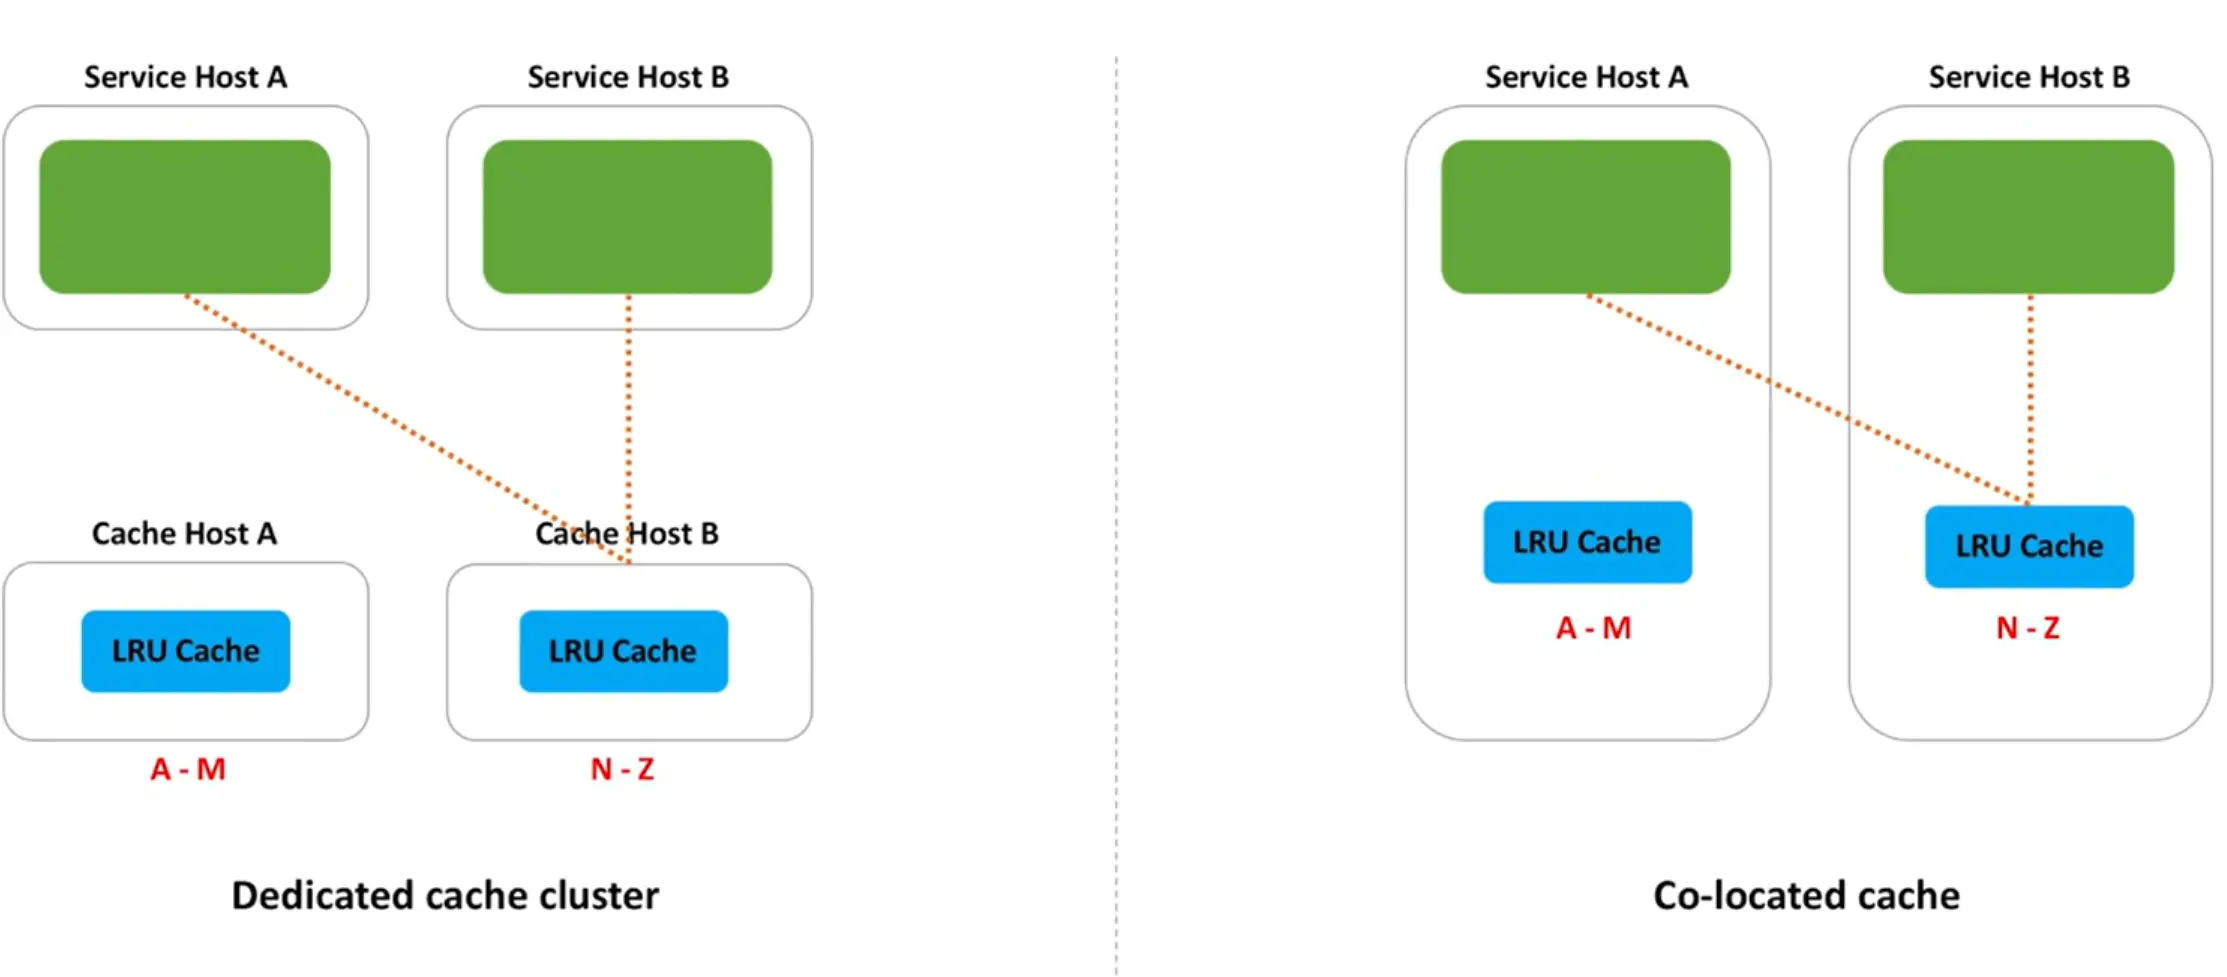 Service Host A
Service Host B
Cache Host A
Cache Host B
LRU Cache
LRU Cache
A - M
N - Z
Dedicated cache cluster
Service Host A
Service Host B
LRU Cache
LRU Cache
A - M
N - Z
Co-located cache